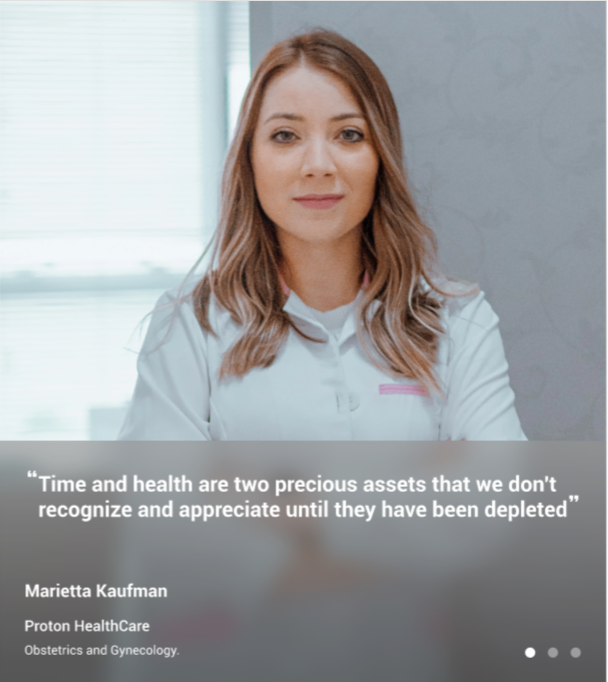 “Time and health are two precious assets that we don't
recognize and appreciate until they have been depleted”
Marietta Kaufman
Proton HealthCare
Obstetrics and Gynecology.